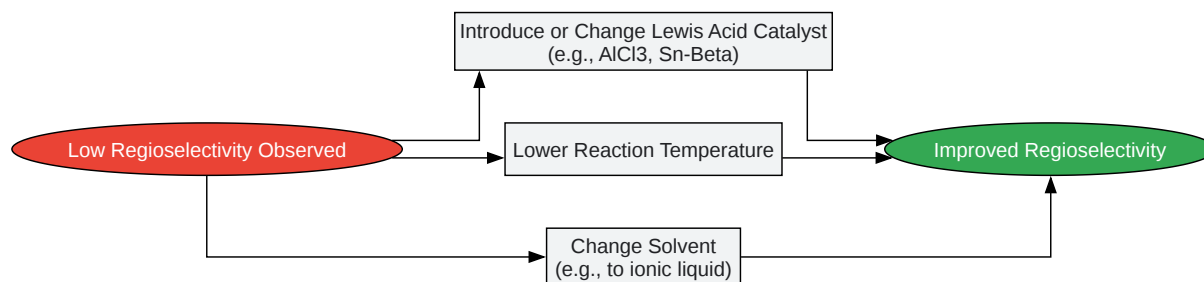 Introduce or Change Lewis Acid Catalyst
(e.g., AlCl3, Sn-Beta)
Low Regioselectivity Observed
Lower Reaction Temperature
Improved Regioselectivity
Change Solvent
(e.g., to ionic liquid)